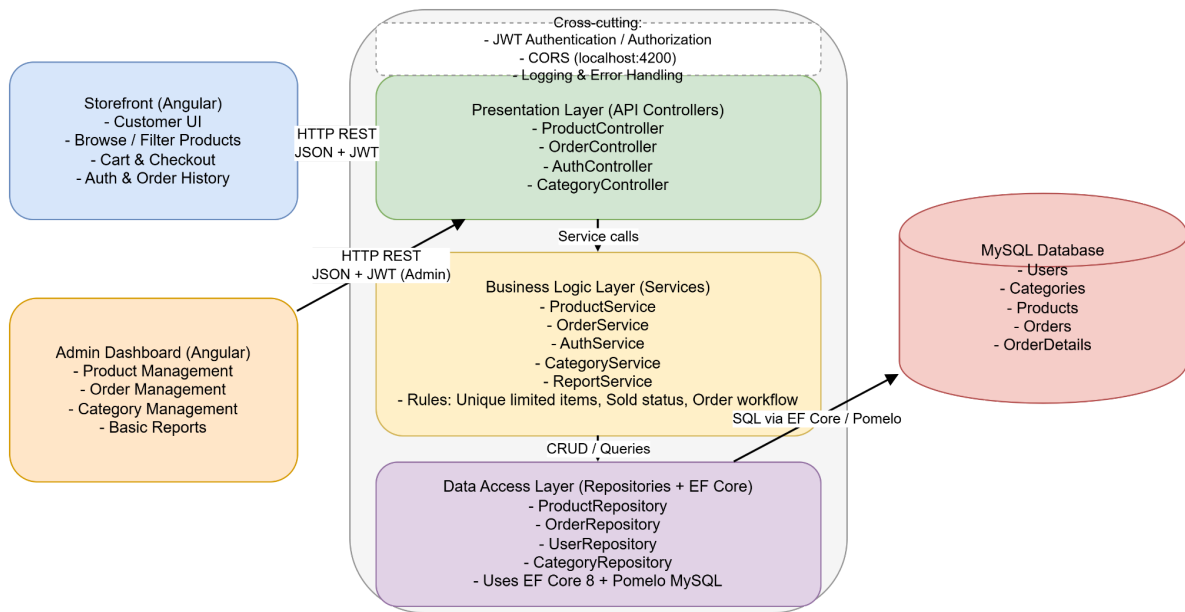 Cross-cutting:
- JWT Authentication / Authorization
- CORS (localhost:4200)
- Logging & Error Handling
Storefront (Angular)
- Customer UI
- Browse / Filter Products
- Cart & Checkout
- Auth & Order History
HTTP REST
JSON + JWT
Presentation Layer (API Controllers)
- ProductController
- OrderController
- AuthController
- CategoryController
Service calls
HTTP REST
JSON + JWT (Admin)
Admin Dashboard (Angular)
- Product Management
- Order Management
- Category Management
- Basic Reports
Business Logic Layer (Services)
- ProductService
- OrderService
- AuthService
- CategoryService
- ReportService
- Rules: Unique limited items, Sold status, Order workflow
MySQL Database
- Users
- Categories
- Products
- Orders
- OrderDetails
SQL via EF Core / Pomelo
CRUD / Queries
Data Access Layer (Repositories + EF Core)
- ProductRepository
- OrderRepository
- UserRepository
- CategoryRepository
- Uses EF Core 8 + Pomelo MySQL